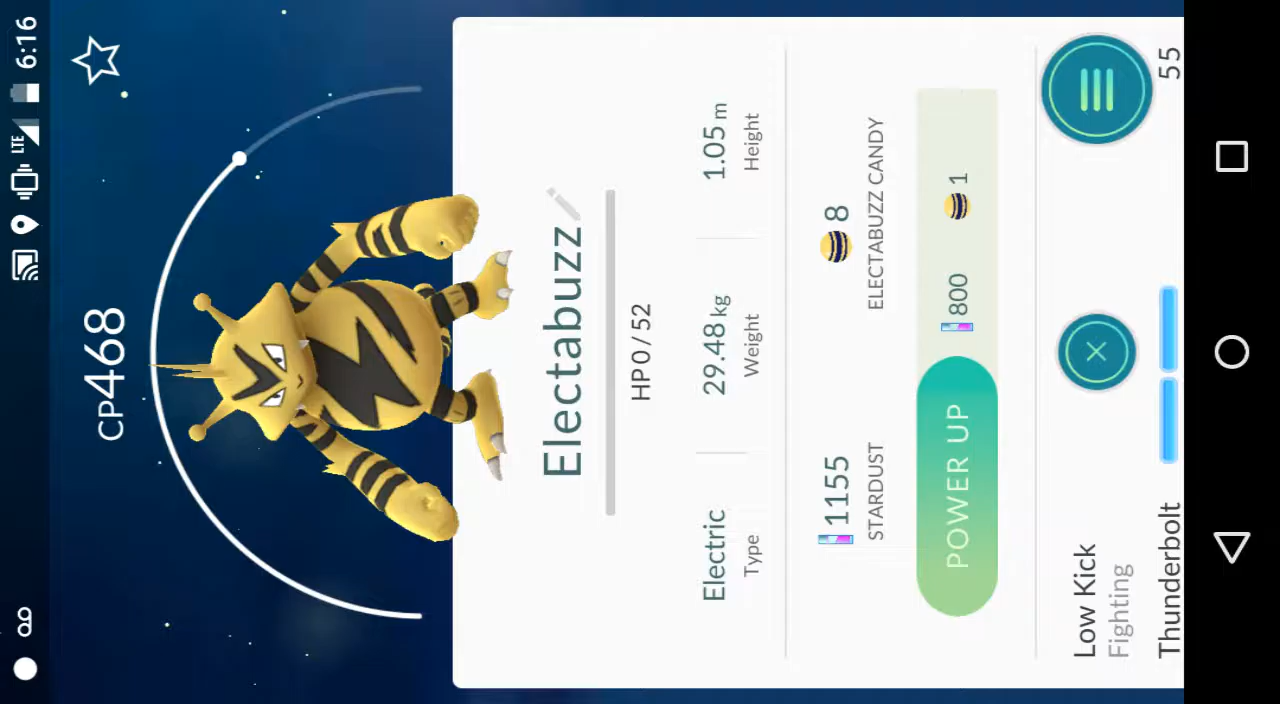 LTE 6:16
CP468
Electabuzz
HP 0 / 52
Electric 29.48 kg 1.05 m
Type Weight Height
1155 8
STARDUST ELECTABUZZ CANDY
POWER UP 800 1
Low Kick
Fighting
Thunderbolt 55